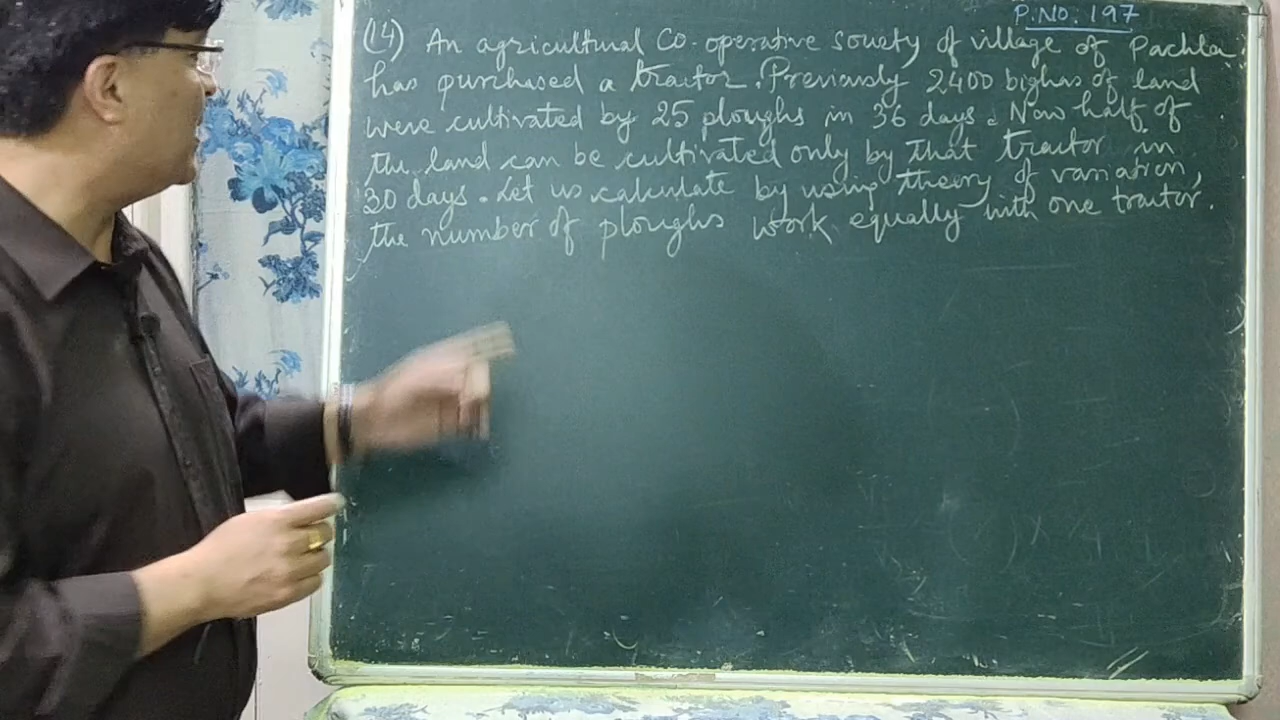 P.NO. 197
(14) An agricultural Co-operative society of village of Pachla
has purchased a tractor. Previously 2400 bighas of land
were cultivated by 25 ploughs in 36 days. Now half of
the land can be cultivated only by that tractor in
30 days. Let us calculate by using theory of variation,
the number of ploughs work equally with one tractor.